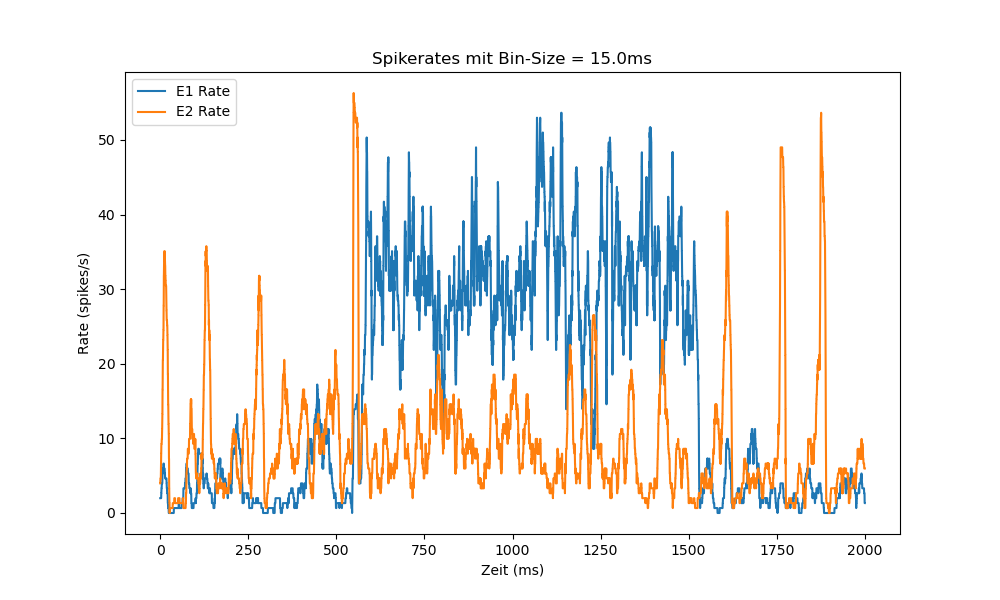 Spikerates mit Bin-Size = 15.0ms
E1 Rate
E2 Rate
Rate (spikes/s)
50
40
30
20
10
0
0 250 500 750 1000 1250 1500 1750 2000
Zeit (ms)